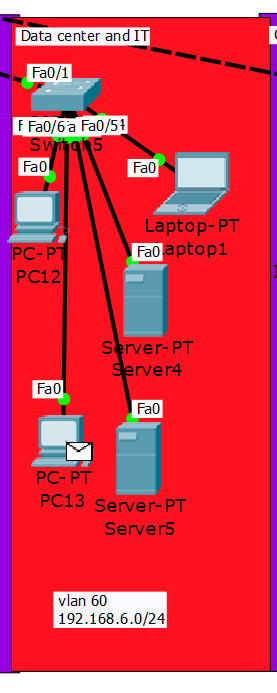 Data center and IT
Fa0/1
Fa0/6
Fa0/5
Switch5
Fa0
Fa0
Laptop-PT
Laptop1
PC-PT
PC12
Fa0
Server-PT
Server4
Fa0
Fa0
PC-PT
PC13
Server-PT
Server5
vlan 60
192.168.6.0/24